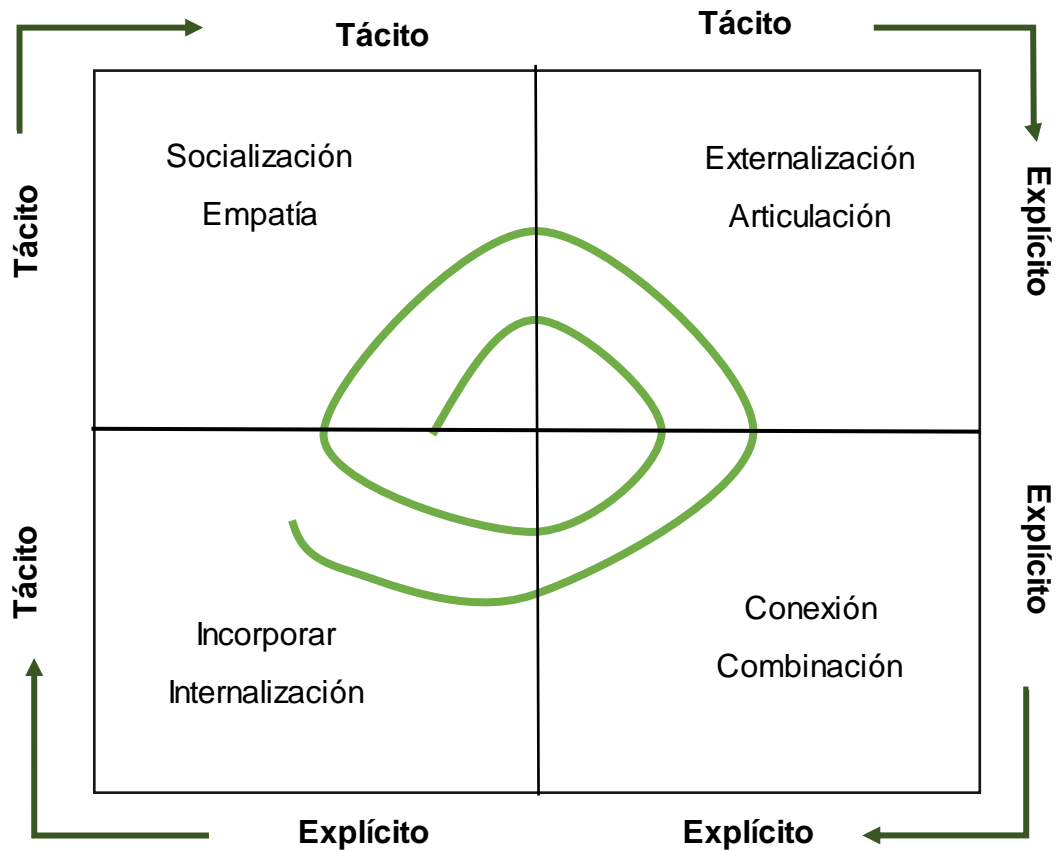 Tácito
Tácito
Tácito
Socialización
Empatía
Externalización
Articulación
Explícito
Tácito
Incorporar
Internalización
Conexión
Combinación
Explícito
Explícito
Explícito